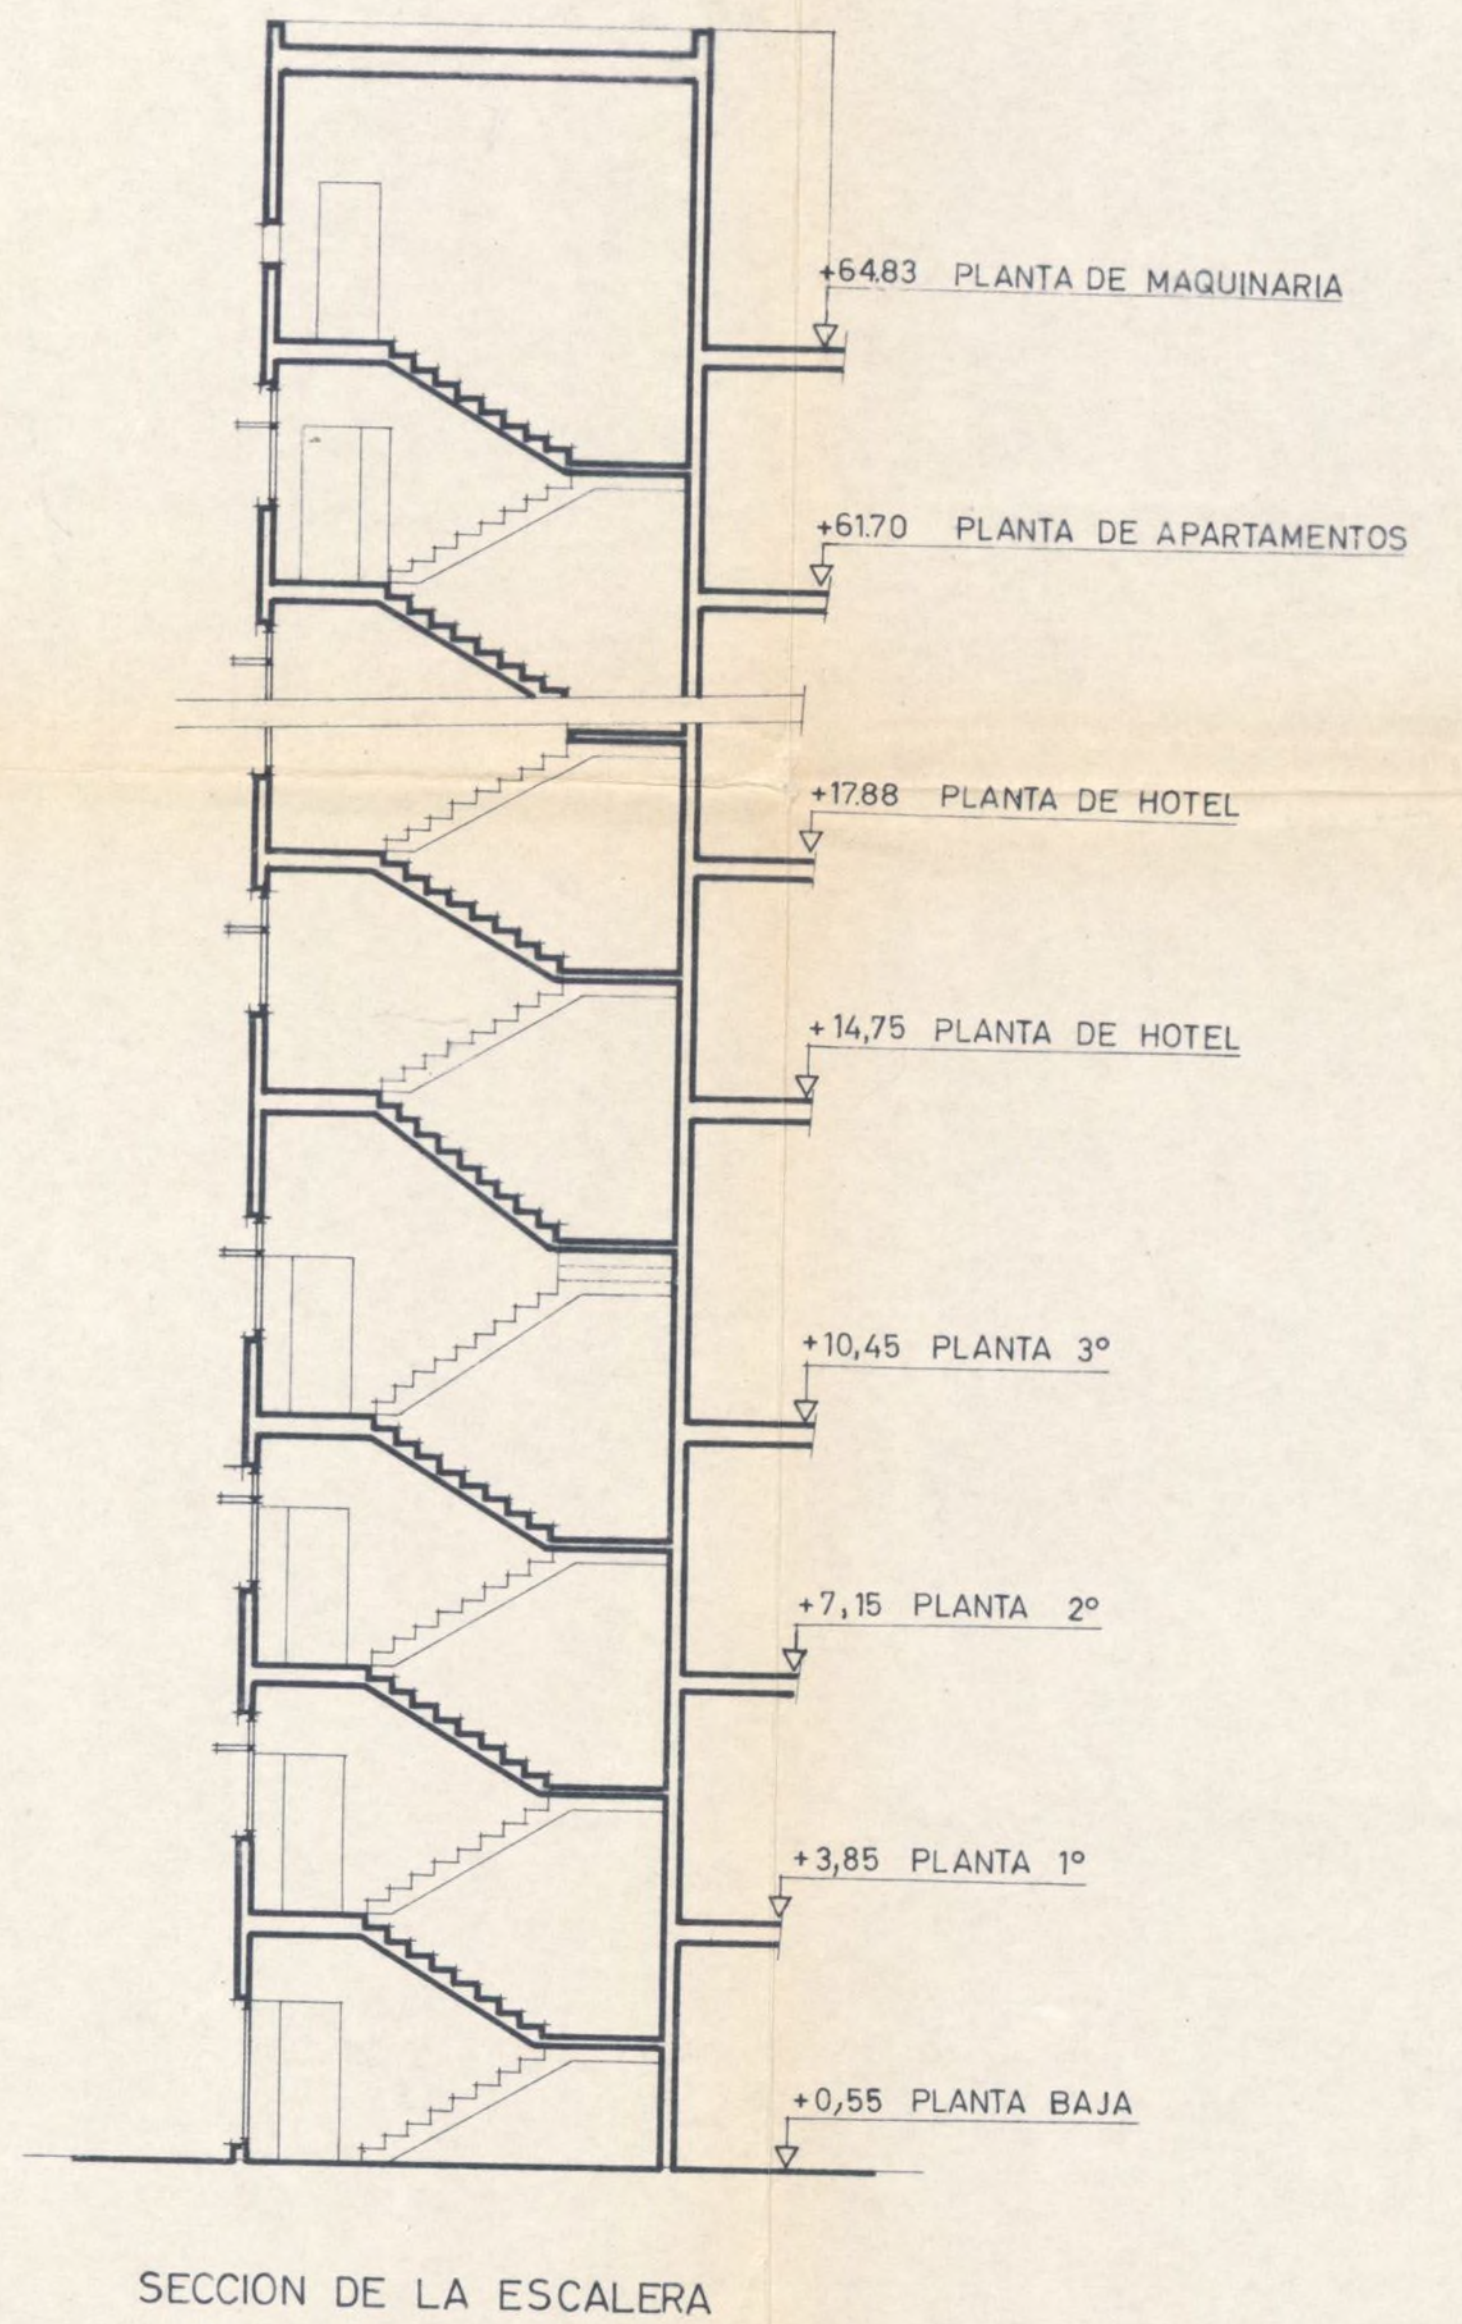 +64.83 PLANTA DE MAQUINARIA
+61.70 PLANTA DE APARTAMENTOS
+17.88 PLANTA DE HOTEL
+14,75 PLANTA DE HOTEL
+10,45 PLANTA 3º
+7,15 PLANTA 2º
+3,85 PLANTA 1º
+0,55 PLANTA BAJA
SECCION DE LA ESCALERA